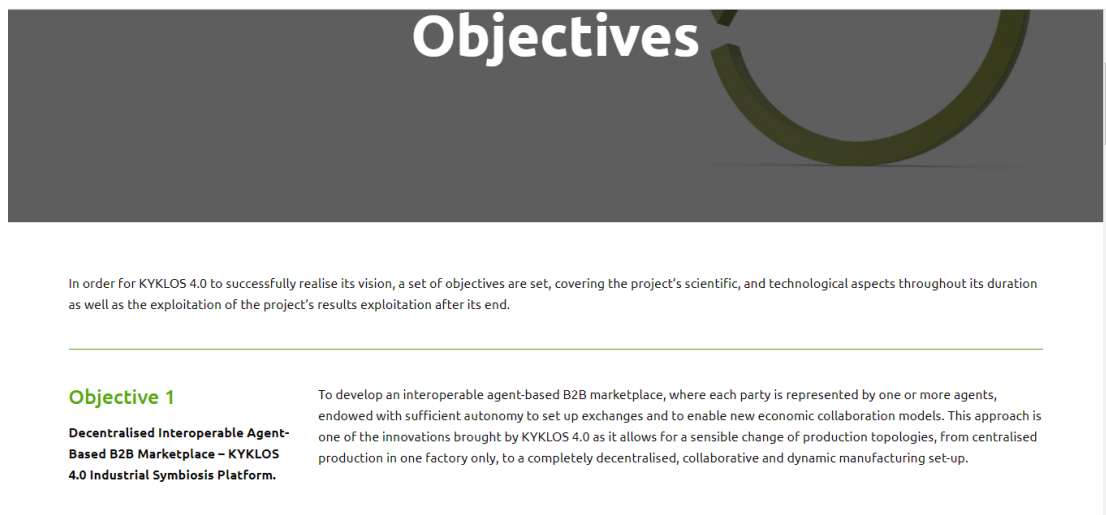 Objectives
In order for KYKLOS 4.0 to successfully realise its vision, a set of objectives are set, covering the project's scientific, and technological aspects throughout its duration
as well as the exploitation of the project's results exploitation after its end.
Objective 1
Decentralised Interoperable Agent-
Based B2B Marketplace – KYKLOS
4.0 Industrial Symbiosis Platform.
To develop an interoperable agent-based B2B marketplace, where each party is represented by one or more agents,
endowed with sufficient autonomy to set up exchanges and to enable new economic collaboration models. This approach is
one of the innovations brought by KYKLOS 4.0 as it allows for a sensible change of production topologies, from centralised
production in one factory only, to a completely decentralised, collaborative and dynamic manufacturing set-up.